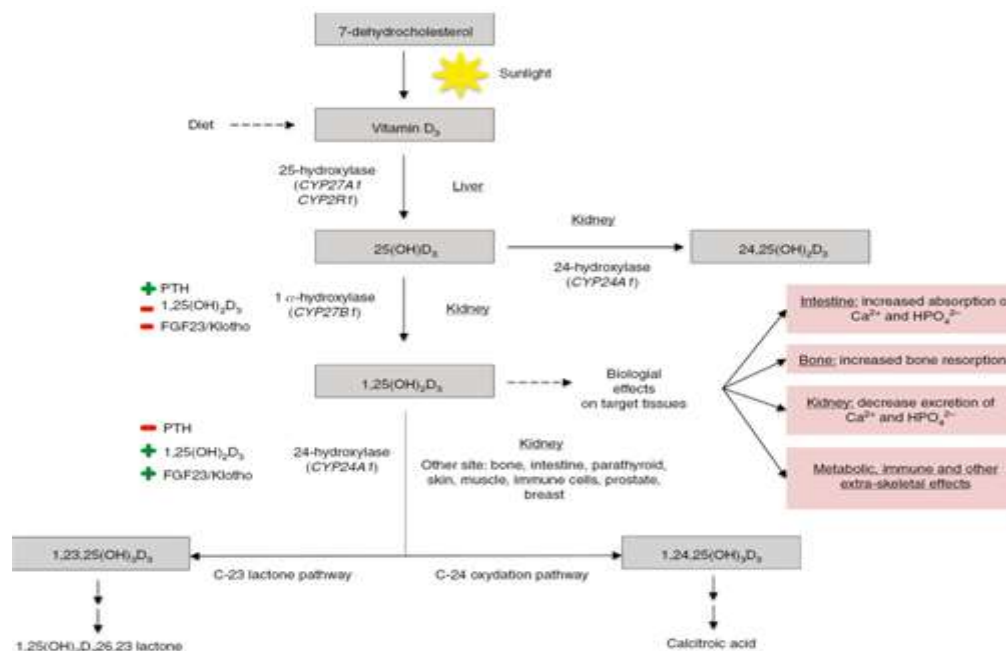 7-dehydrocholesterol
Sunlight
Diet
Vitamin D₃
25-hydroxylase
(CYP27A1
CYP2R1)
Liver
Kidney
25(OH)D₃
24,25(OH)₂D₃
24-hydroxylase
(CYP24A1)
+ PTH
- 1,25(OH)₂D₃
- FGF23/Klotho
1 α-hydroxylase
(CYP27B1)
Kidney
Intestine: increased absorption o
Ca²⁺ and HPO₄²⁻
Bone: increased bone resorption
Kidney: decrease excretion of
Ca²⁺ and HPO₄²⁻
Metabolic, immune and other
extra-skeletal effects
1,25(OH)₂D₃
Biologial
effects
on target tissues
- PTH
+ 1,25(OH)₂D₃
+ FGF23/Klotho
24-hydroxylase
(CYP24A1)
Kidney
Other site: bone, intestine, parathyroid,
skin, muscle, immune cells, prostate,
breast
1,23,25(OH)₃D₃
1,24,25(OH)₃D₃
C-23 lactone pathway
C-24 oxydation pathway
1,25(OH)₂D₃26,23 lactone
Calcitroic acid